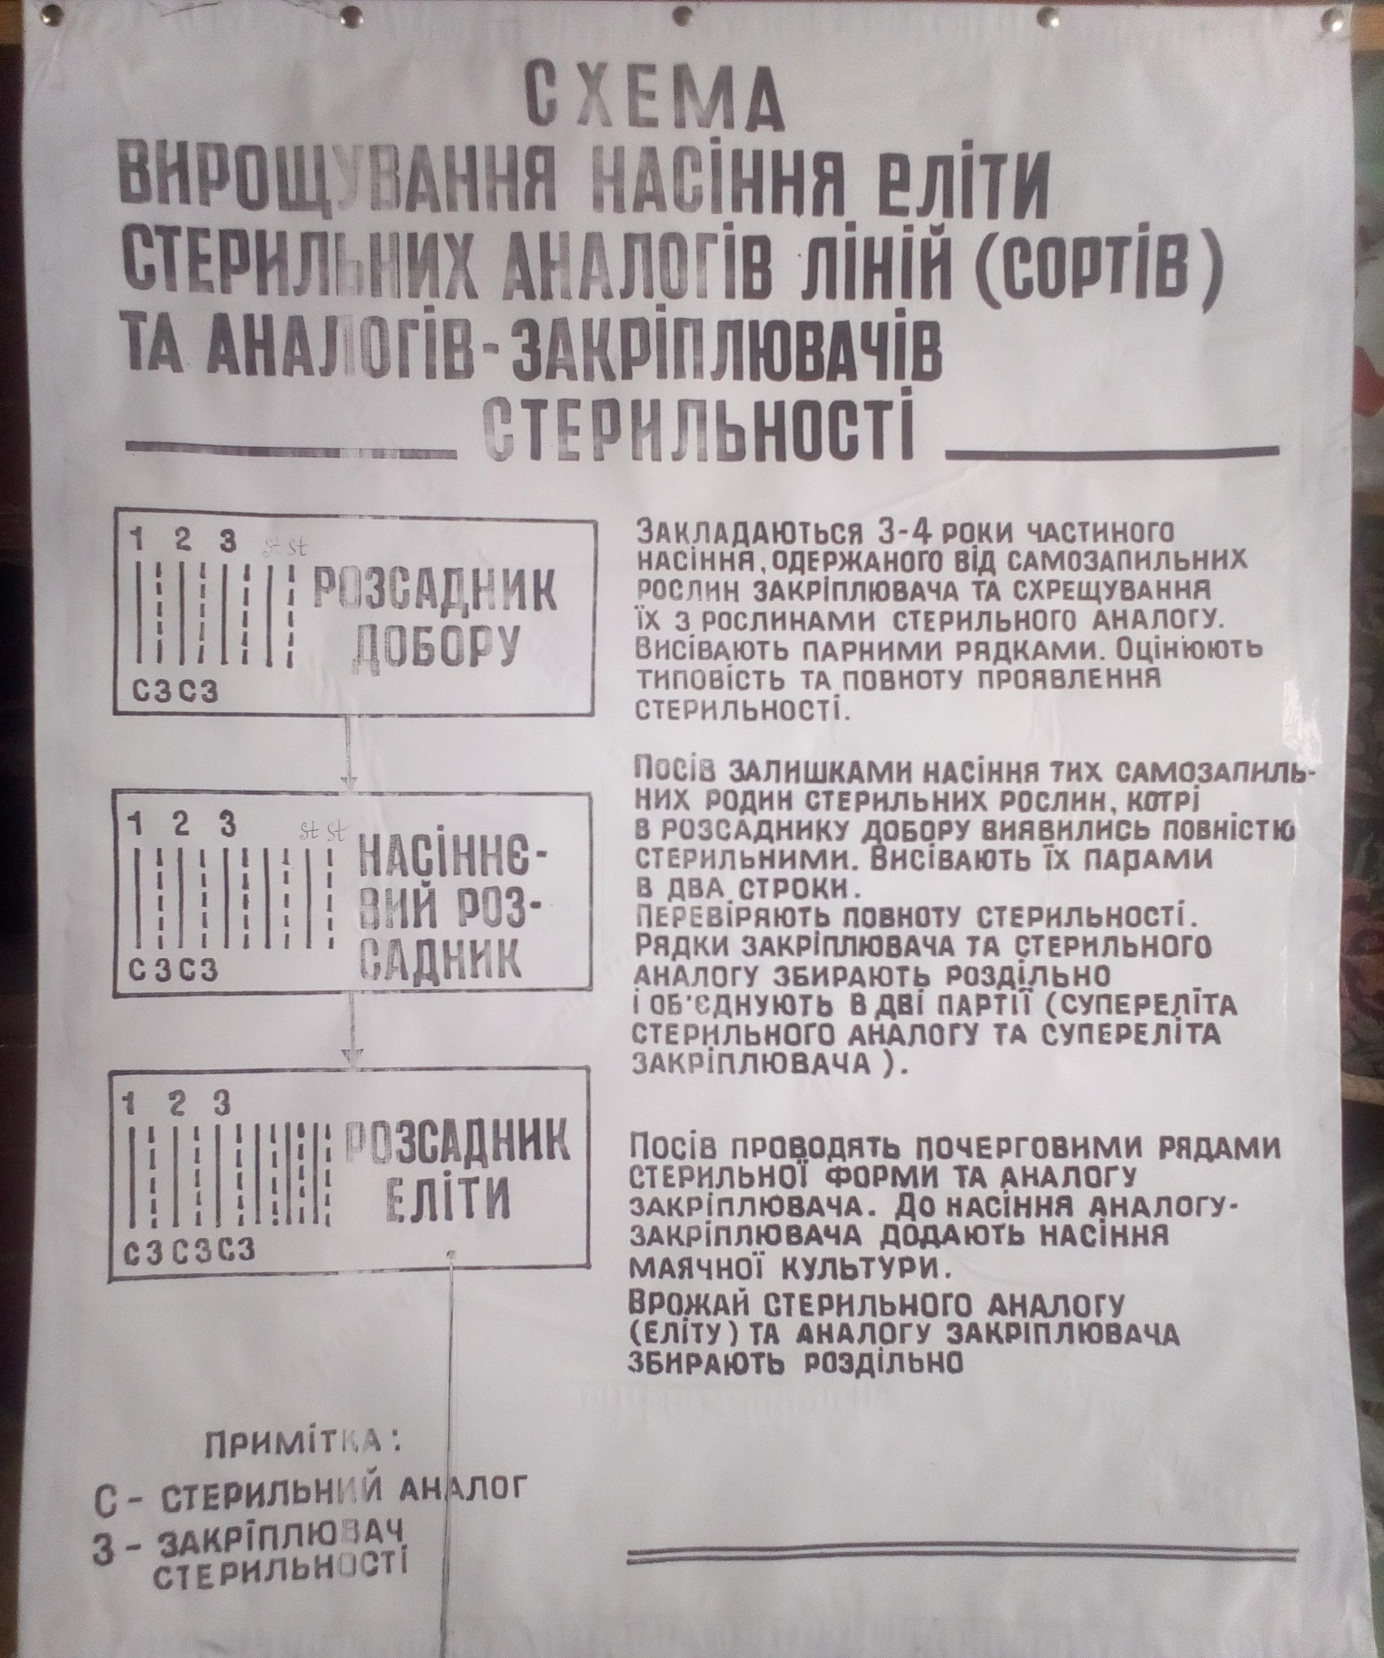 СХЕМА
ВИРОЩУВАННЯ НАСІННЯ ЕЛІТИ
СТЕРИЛЬНИХ АНАЛОГІВ ЛІНІЙ (СОРТІВ)
ТА АНАЛОГІВ-ЗАКРІПЛЮВАЧІВ
СТЕРИЛЬНОСТІ
1 2 3 st st
РОЗСАДНИК
ДОБОРУ
С З С З
ЗАКЛАДАЮТЬСЯ 3-4 РОКИ ЧАСТИНОГО
НАСІННЯ, ОДЕРЖАНОГО ВІД САМОЗАПИЛЬНИХ
РОСЛИН ЗАКРІПЛЮВАЧА ТА СХРЕЩУВАННЯ
ЇХ З РОСЛИНАМИ СТЕРИЛЬНОГО АНАЛОГУ.
ВИСІВАЮТЬ ПАРНИМИ РЯДКАМИ. ОЦІНЮЮТЬ
ТИПОВІСТЬ ТА ПОВНОТУ ПРОЯВЛЕННЯ
СТЕРИЛЬНОСТІ.
1 2 3 st st
НАСІННЄ-
ВИЙ РОЗ-
САДНИК
С З С З
ПОСІВ ЗАЛИШКАМИ НАСІННЯ ТИХ САМОЗАПИЛЬ-
НИХ РОДИН СТЕРИЛЬНИХ РОСЛИН, КОТРІ
В РОЗСАДНИКУ ДОБОРУ ВИЯВИЛИСЬ ПОВНІСТЮ
СТЕРИЛЬНИМИ. ВИСІВАЮТЬ ЇХ ПАРАМИ
В ДВА СТРОКИ.
ПЕРЕВІРЯЮТЬ ПОВНОТУ СТЕРИЛЬНОСТІ.
РЯДКИ ЗАКРІПЛЮВАЧА ТА СТЕРИЛЬНОГО
АНАЛОГУ ЗБИРАЮТЬ РОЗДІЛЬНО
І ОБ'ЄДНУЮТЬ В ДВІ ПАРТІЇ (СУПЕРЕЛІТА
СТЕРИЛЬНОГО АНАЛОГУ ТА СУПЕРЕЛІТА
ЗАКРІПЛЮВАЧА).
1 2 3
РОЗСАДНИК
ЕЛІТИ
С З С З С З
ПОСІВ ПРОВОДЯТЬ ПОЧЕРГОВИМИ РЯДАМИ
СТЕРИЛЬНОЇ ФОРМИ ТА АНАЛОГУ
ЗАКРІПЛЮВАЧА. ДО НАСІННЯ АНАЛОГУ-
ЗАКРІПЛЮВАЧА ДОДАЮТЬ НАСІННЯ
МАЯЧНОЇ КУЛЬТУРИ.
ВРОЖАЙ СТЕРИЛЬНОГО АНАЛОГУ
(ЕЛІТУ) ТА АНАЛОГУ ЗАКРІПЛЮВАЧА
ЗБИРАЮТЬ РОЗДІЛЬНО
ПРИМІТКА:
С - СТЕРИЛЬНИЙ АНАЛОГ
З - ЗАКРІПЛЮВАЧ
СТЕРИЛЬНОСТІ